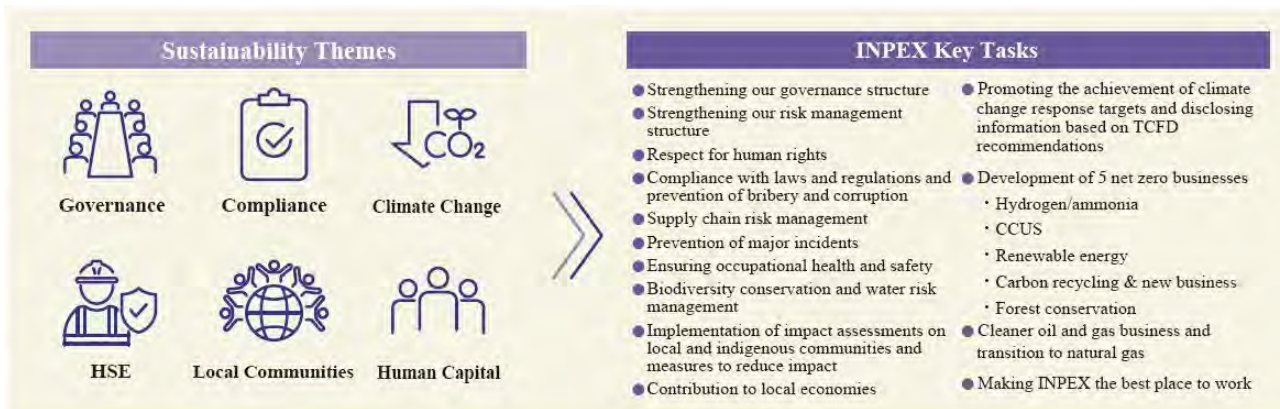 Sustainability Themes
CO2
Governance
Compliance
Climate Change
HSE
Local Communities
Human Capital
INPEX Key Tasks
● Strengthening our governance structure
● Strengthening our risk management
structure
● Respect for human rights
● Compliance with laws and regulations and
prevention of bribery and corruption
● Supply chain risk management
● Prevention of major incidents
● Ensuring occupational health and safety
● Biodiversity conservation and water risk
management
● Implementation of impact assessments on
local and indigenous communities and
measures to reduce impact
● Contribution to local economies
● Promoting the achievement of climate
change response targets and disclosing
information based on TCFD
recommendations
● Development of 5 net zero businesses
・Hydrogen/ammonia
・CCUS
・Renewable energy
・Carbon recycling & new business
・Forest conservation
● Cleaner oil and gas business and
transition to natural gas
● Making INPEX the best place to work